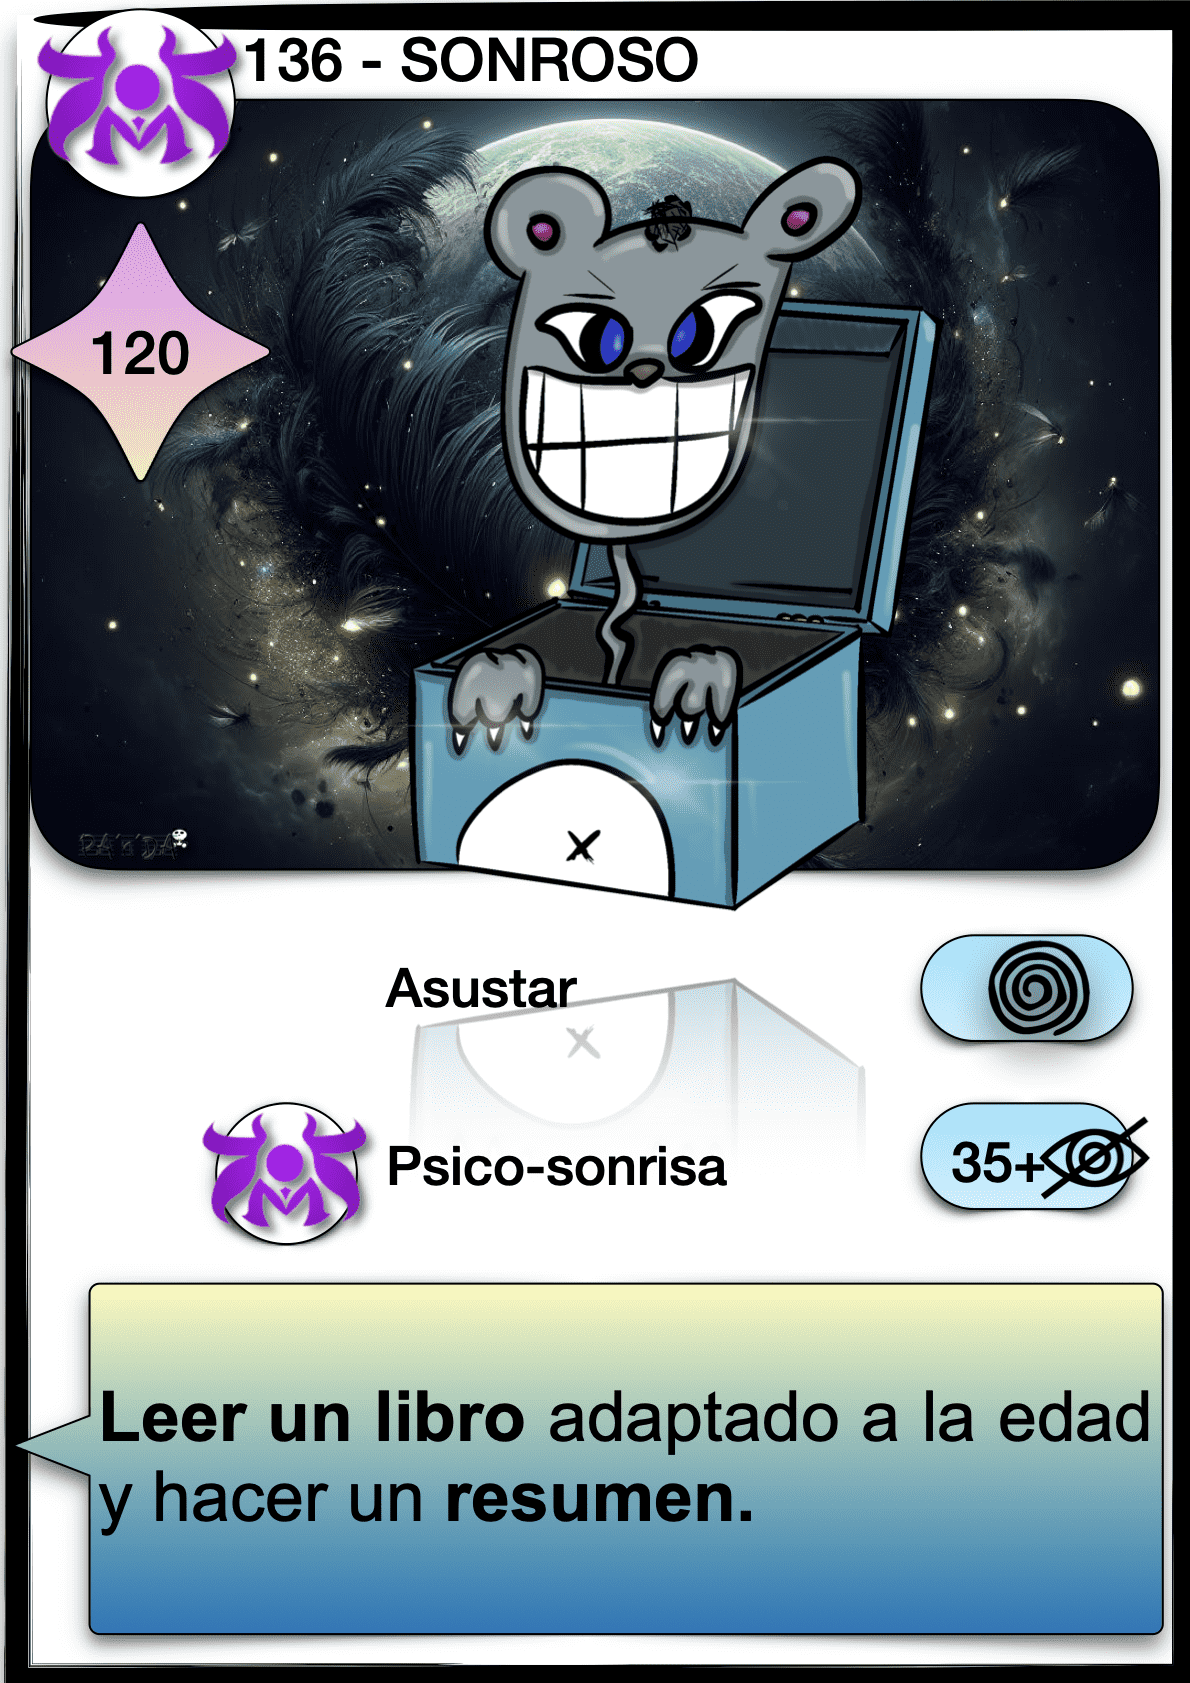 136 - SONROSO
120
Asustar
Psico-sonrisa
35+
Leer un libro adaptado a la edad
y hacer un resumen.